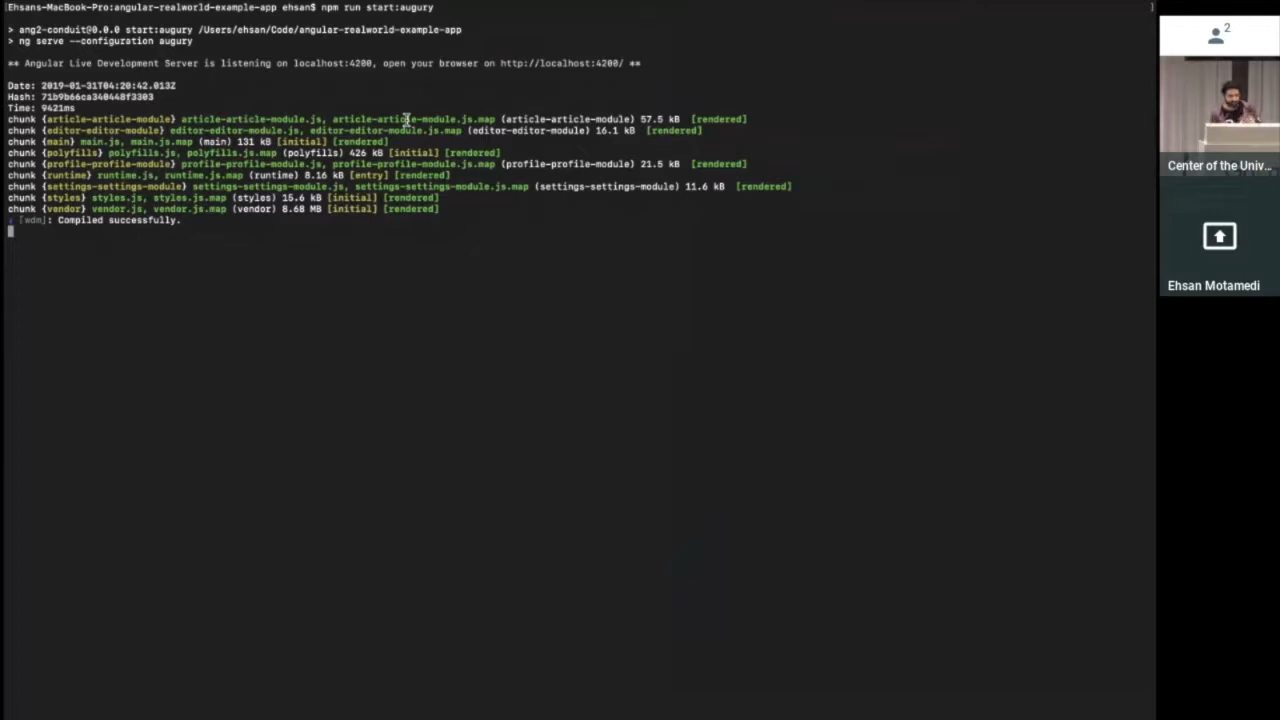 Ehsans-MacBook-Pro:angular-realworld-example-app ehsan$ npm run start:augury
> ang2-conduit@0.0.0 start:augury /Users/ehsan/Code/angular-realworld-example-app
> ng serve --configuration augury
** Angular Live Development Server is listening on localhost:4200, open your browser on http://localhost:4200/ **
Date: 2019-01-31T04:20:42.013Z
Hash: 71b9b66ca340448f3303
Time: 9421ms
chunk {article-article-module} article-article-module.js, article-article-module.js.map (article-article-module) 57.5 kB [rendered]
chunk {editor-editor-module} editor-editor-module.js, editor-editor-module.js.map (editor-editor-module) 16.1 kB [rendered]
chunk {main} main.js, main.js.map (main) 131 kB [initial] [rendered]
chunk {polyfills} polyfills.js, polyfills.js.map (polyfills) 426 kB [initial] [rendered]
chunk {profile-profile-module} profile-profile-module.js, profile-profile-module.js.map (profile-profile-module) 21.5 kB [rendered]
chunk {runtime} runtime.js, runtime.js.map (runtime) 8.16 kB [entry] [rendered]
chunk {settings-settings-module} settings-settings-module.js, settings-settings-module.js.map (settings-settings-module) 11.6 kB [rendered]
chunk {styles} styles.js, styles.js.map (styles) 15.6 kB [initial] [rendered]
chunk {vendor} vendor.js, vendor.js.map (vendor) 8.68 MB [initial] [rendered]
[wdm]: Compiled successfully.
2
Center of the Univ...
Ehsan Motamedi